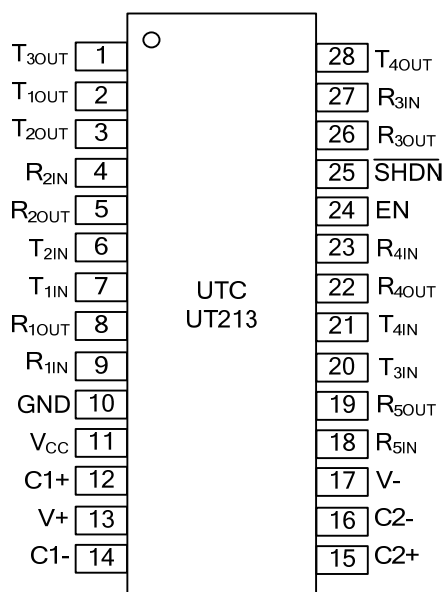 T3OUT 1 28 T4OUT
T1OUT 2 27 R3IN
T2OUT 3 26 R3OUT
R2IN 4 25 SHDN
R2OUT 5 24 EN
T2IN 6 23 R4IN
T1IN 7 22 R4OUT
R1OUT 8 21 T4IN
R1IN 9 20 T3IN
GND 10 19 R5OUT
VCC 11 18 R5IN
C1+ 12 17 V-
V+ 13 16 C2-
C1- 14 15 C2+
UTC
UT213